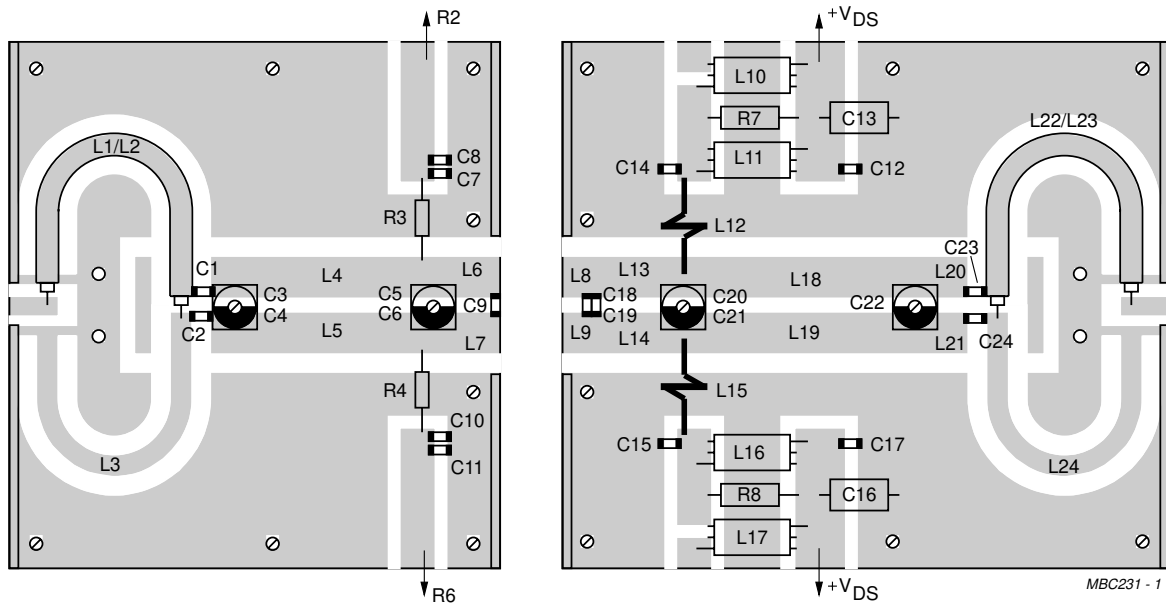 R2
+VDS
L1/L2
C8
C7
R3
C1
L4
L6
C3
C4
C5
C6
C9
C2
L5
L7
R4
C10
C11
L3
R6
L10
R7
C13
L11
C14
C12
L22/L23
L12
C23
L8
L13
L18
L20
C18
C19
C20
C21
C22
L9
L14
L19
L21
C24
L15
C15
L16
C17
R8
C16
L24
L17
+VDS
MBC231 - 1